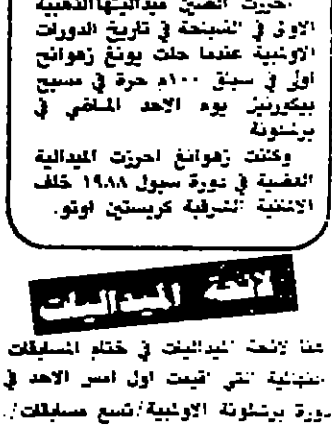 احرزت الصين ميداليتها الذهبية
الاولى في السباحة في تاريخ الدورات
الاولمبية عندما حلت يونغ زهوانج
اولى في سباق ١٠٠م حرة في مسبح
بيكورنيل يوم الاحد الماضي في
برشلونة
وكانت زهوانغ احرزت الميدالية
الفضية في دورة سيول ١٩٨٨ خلف
الالمانية الشرقية كريستين اوتو.
لائحة الميداليات
هنا لائحة الميداليات في ختام المسابقات
النهائية التي اقيمت اول امس الاحد في
دورة برشلونة الاولمبية/تسع مسابقات/.